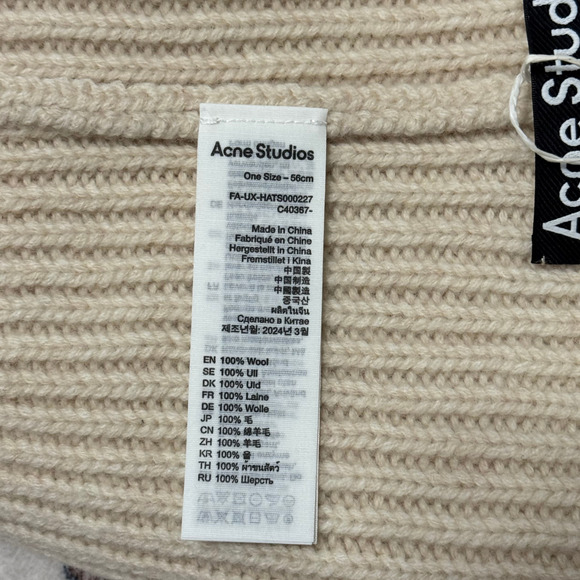 Acne Studios
One Size – 56cm
FA-UX-HATS000227
C40367-
Made in China
Fabriqué en Chine
Hergestellt in China
Fremstillet i Kina
中国製
中国制造
中國製造
중국산
ผลิตในจีน
Сделано в Китае
제조년월: 2024년 3월
EN 100% Wool
SE 100% Ull
DK 100% Uld
FR 100% Laine
DE 100% Wolle
JP 100% 毛
CN 100% 绵羊毛
ZH 100% 羊毛
KR 100% 울
TH 100% ผ้าขนสัตว์
RU 100% Шерсть
Acne Stud